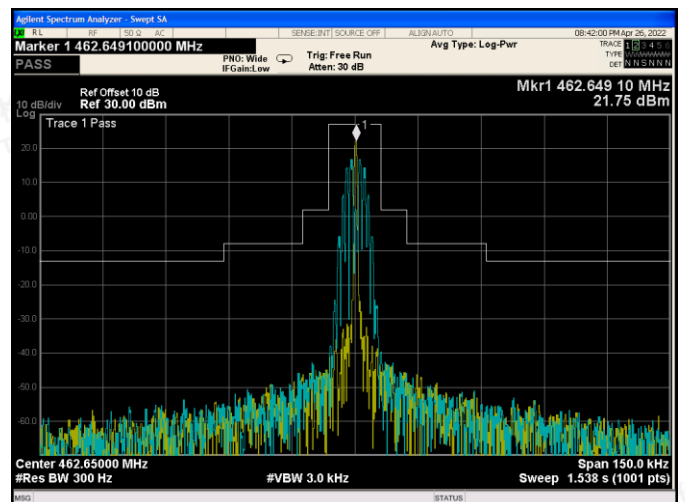 Agilent Spectrum Analyzer - Swept SA
LXI RL RF 50 Ω AC SENSE:INT SOURCE OFF ALIGN AUTO 08:42:00 PM Apr 26, 2022
Marker 1 462.649100000 MHz
Avg Type: Log-Pwr
TRACE 1 2 3 4 5 6
TYPE
DET N N S N N N
PASS
PNO: Wide
IFGain:Low
Trig: Free Run
Atten: 30 dB
Mkr1 462.649 10 MHz
21.75 dBm
Ref Offset 10 dB
10 dB/div Ref 30.00 dBm
Log
Trace 1 Pass
1
20.0
10.0
0.00
-10.0
-20.0
-30.0
-40.0
-50.0
-60.0
Center 462.65000 MHz
Span 150.0 kHz
#Res BW 300 Hz
#VBW 3.0 kHz
Sweep 1.538 s (1001 pts)
MSG
STATUS